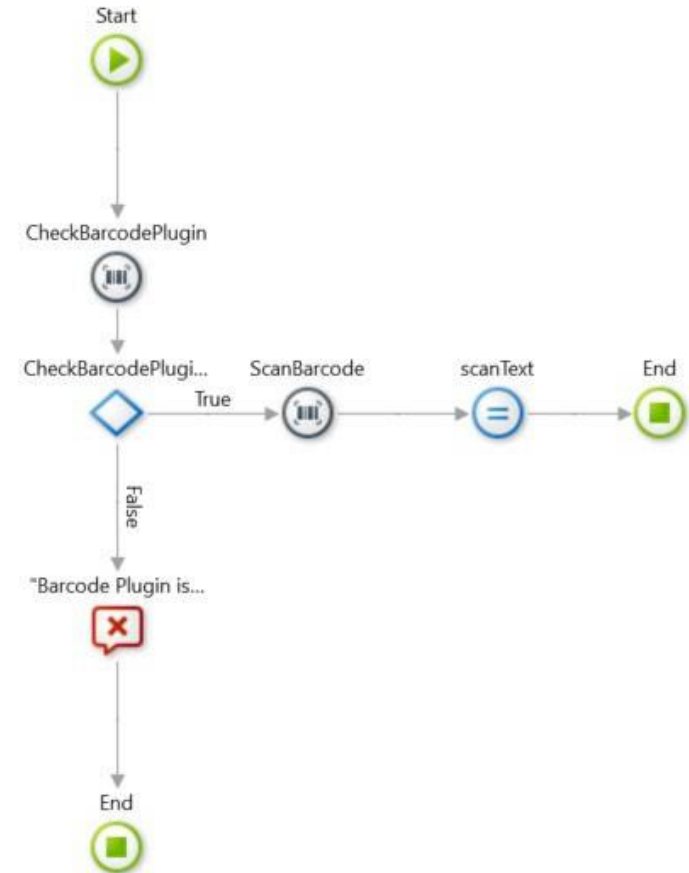 Start
CheckBarcodePlugin
CheckBarcodePlugi...
True
ScanBarcode
scanText
End
False
"Barcode Plugin is...
End